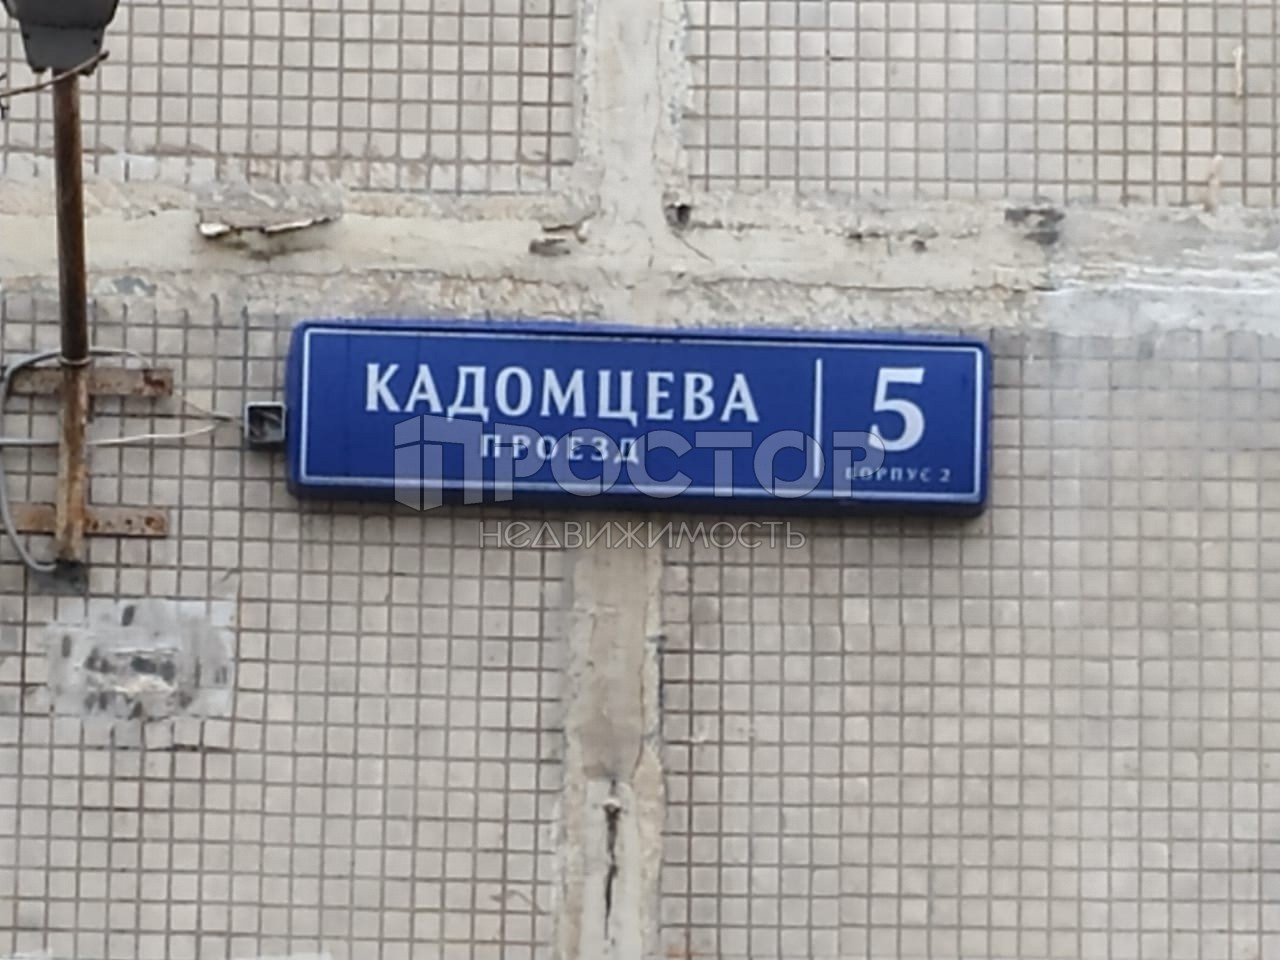 КАДОМЦЕВА
ПРОЕЗД
5
КОРПУС 2
ПРОСТОР
НЕДВИЖИМОСТЬ